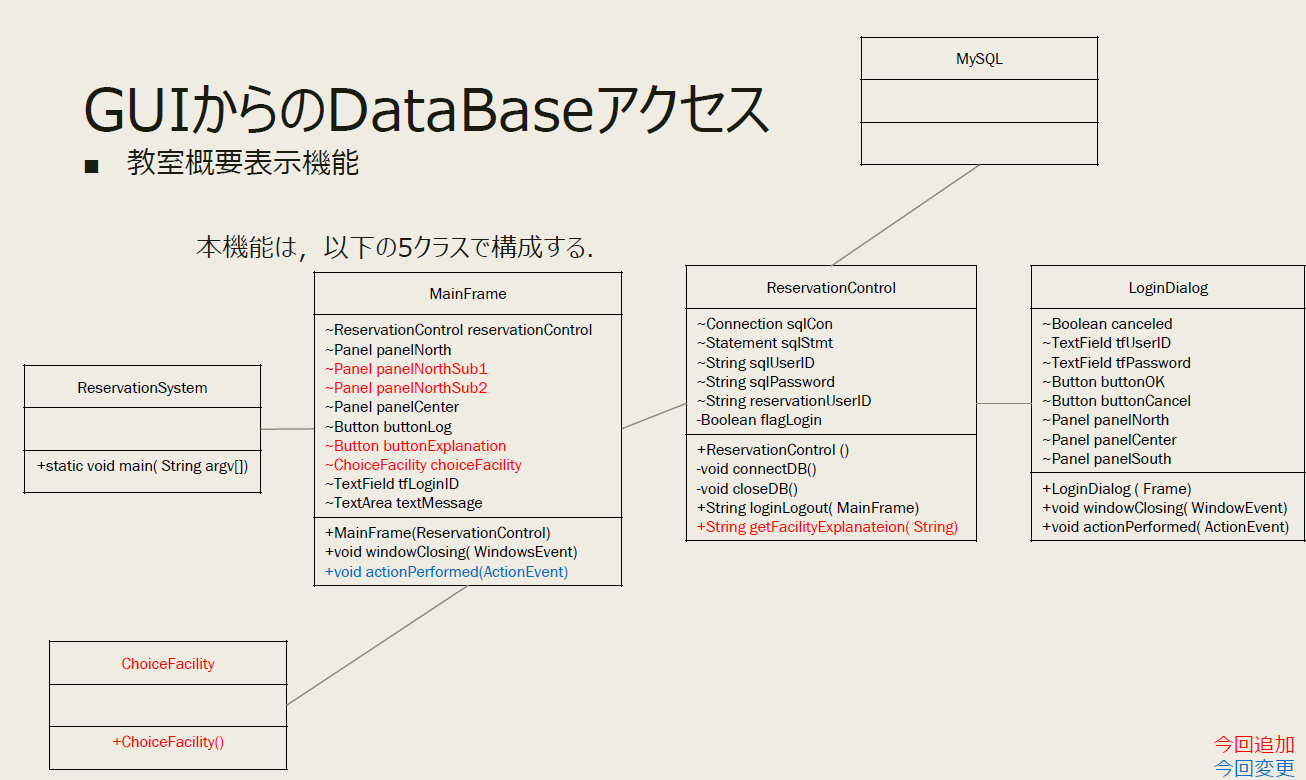 GUIからのDataBaseアクセス
■ 教室概要表示機能
本機能は，以下の5クラスで構成する.
MySQL
ReservationSystem
+static void main( String argv[])
MainFrame
~ReservationControl reservationControl
~Panel panelNorth
~Panel panelNorthSub1
~Panel panelNorthSub2
~Panel panelCenter
~Button buttonLog
~Button buttonExplanation
~ChoiceFacility choiceFacility
~TextField tfLoginID
~TextArea textMessage
+MainFrame(ReservationControl)
+void windowClosing( WindowsEvent)
+void actionPerformed(ActionEvent)
ReservationControl
~Connection sqlCon
~Statement sqlStmt
~String sqlUserID
~String sqlPassword
~String reservationUserID
-Boolean flagLogin
+ReservationControl ()
-void connectDB()
-void closeDB()
+String loginLogout( MainFrame)
+String getFacilityExplanateion( String)
LoginDialog
~Boolean canceled
~TextField tfUserID
~TextField tfPassword
~Button buttonOK
~Button buttonCancel
~Panel panelNorth
~Panel panelCenter
~Panel panelSouth
+LoginDialog ( Frame)
+void windowClosing( WindowEvent)
+void actionPerformed( ActionEvent)
ChoiceFacility
+ChoiceFacility()
今回追加
今回変更